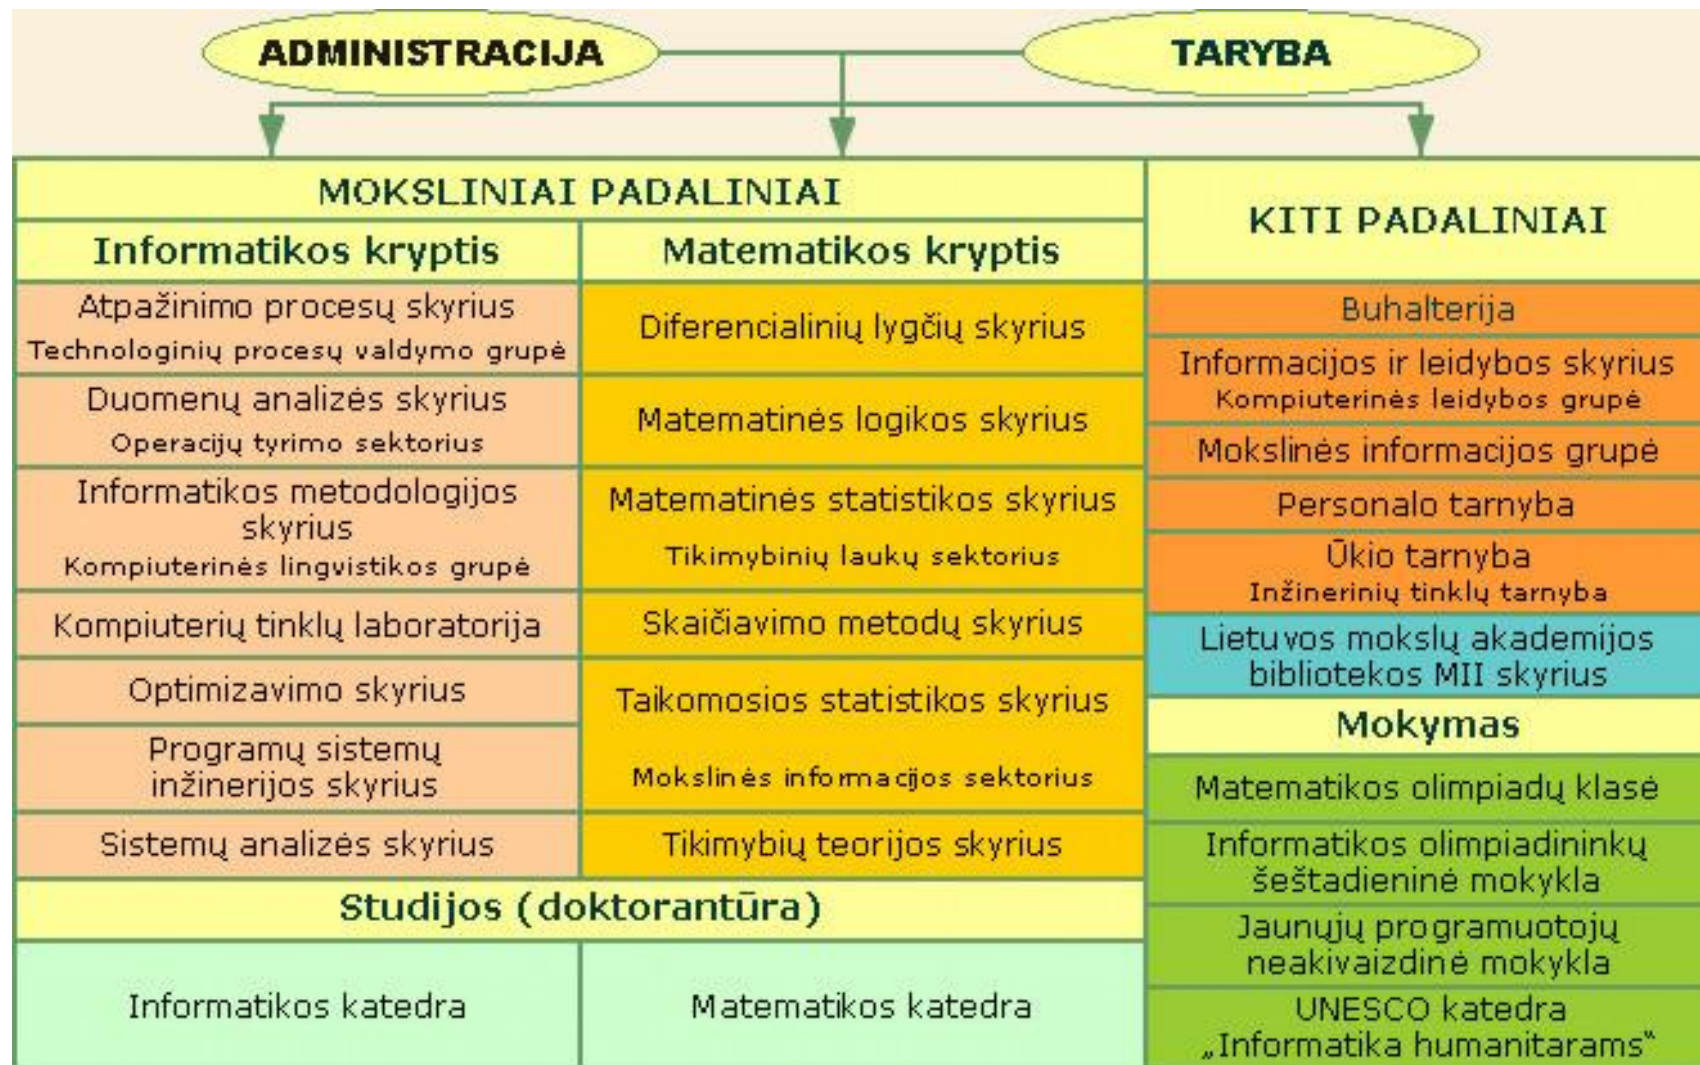 ADMINISTRACIJA
TARYBA
MOKSLINIAI PADALINIAI
Informatikos kryptis
Atpažinimo procesų skyrius
Technologinių procesų valdymo grupė
Duomenų analizės skyrius
Operacijų tyrimo sektorius
Informatikos metodologijos
skyrius
Kompiuterinės lingvistikos grupė
Kompiuterių tinklų laboratorija
Optimizavimo skyrius
Programų sistemų
inžinerijos skyrius
Sistemų analizės skyrius
Matematikos kryptis
Diferencialinių lygčių skyrius
Matematinės logikos skyrius
Matematinės statistikos skyrius
Tikimybinių laukų sektorius
Skaičiavimo metodų skyrius
Taikomosios statistikos skyrius
Mokslinės informacijos sektorius
Tikimybių teorijos skyrius
Studijos (doktorantūra)
Informatikos katedra
Matematikos katedra
KITI PADALINIAI
Buhalterija
Informacijos ir leidybos skyrius
Kompiuterinės leidybos grupė
Mokslinės informacijos grupė
Personalo tarnyba
Ūkio tarnyba
Inžinerinių tinklų tarnyba
Lietuvos mokslų akademijos
bibliotekos MII skyrius
Mokymas
Matematikos olimpiadų klasė
Informatikos olimpiadininkų
šeštadieninė mokykla
Jaunųjų programuotojų
neakivaizdinė mokykla
UNESCO katedra
„Informatika humanitarams“